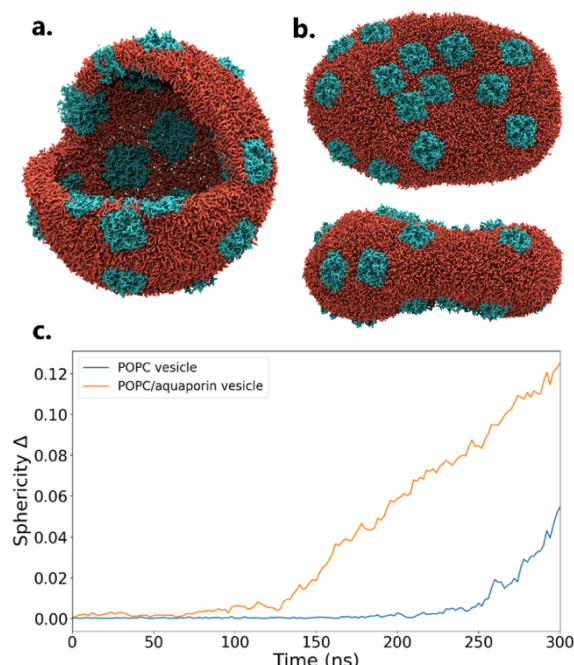 a.
b.
c.
POPC vesicle
POPC/aquaporin vesicle
Sphericity Δ
0.12
0.10
0.08
0.06
0.04
0.02
0.00
0 50 100 150 200 250 300
Time (ns)